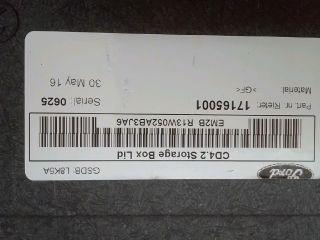 Ford
GSDB: L8K5A
CD4.2 Storage Box Lid
EM2B R13W052AB3JA6
Part. nr. Rieter: 17165001
Serial: 0625
Material: >GF<
30 May 16